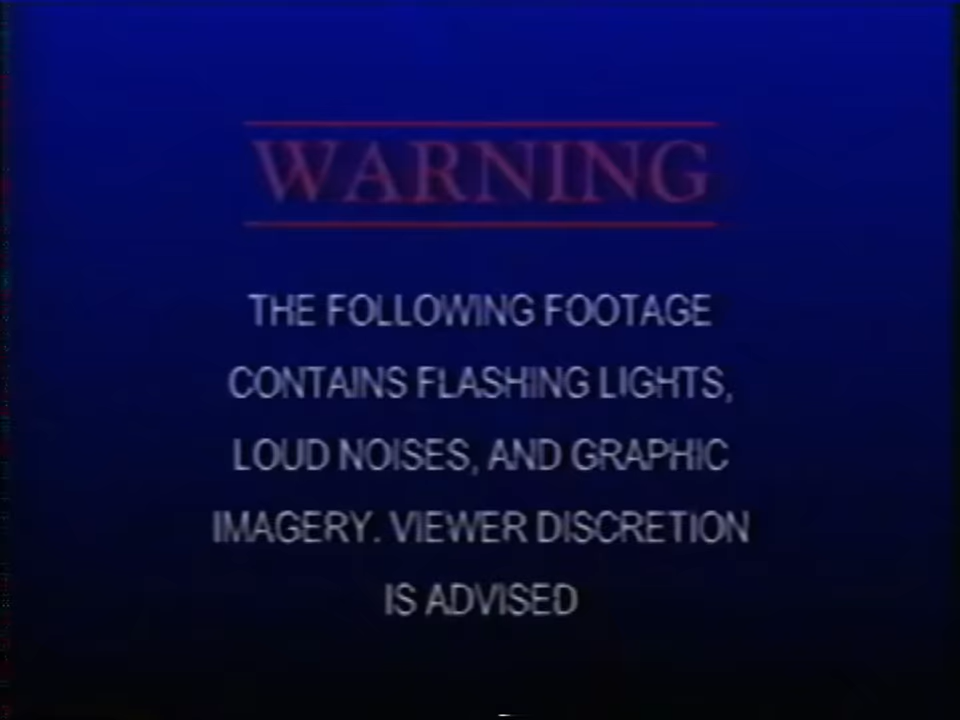 WARNING
THE FOLLOWING FOOTAGE
CONTAINS FLASHING LIGHTS,
LOUD NOISES, AND GRAPHIC
IMAGERY. VIEWER DISCRETION
IS ADVISED